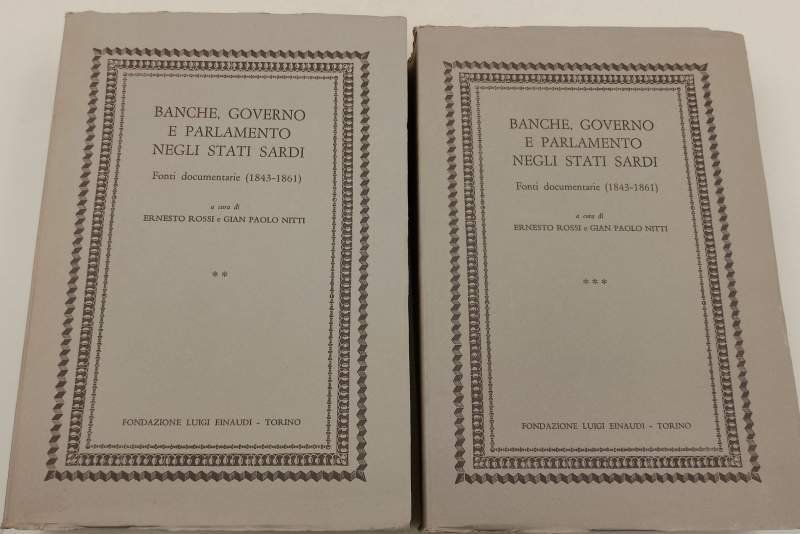 BANCHE, GOVERNO
E PARLAMENTO
NEGLI STATI SARDI
Fonti documentarie (1843-1861)
a cura di
ERNESTO ROSSI e GIAN PAOLO NITTI
**
FONDAZIONE LUIGI EINAUDI - TORINO
BANCHE, GOVERNO
E PARLAMENTO
NEGLI STATI SARDI
Fonti documentarie (1843-1861)
a cura di
ERNESTO ROSSI e GIAN PAOLO NITTI
***
FONDAZIONE LUIGI EINAUDI - TORINO